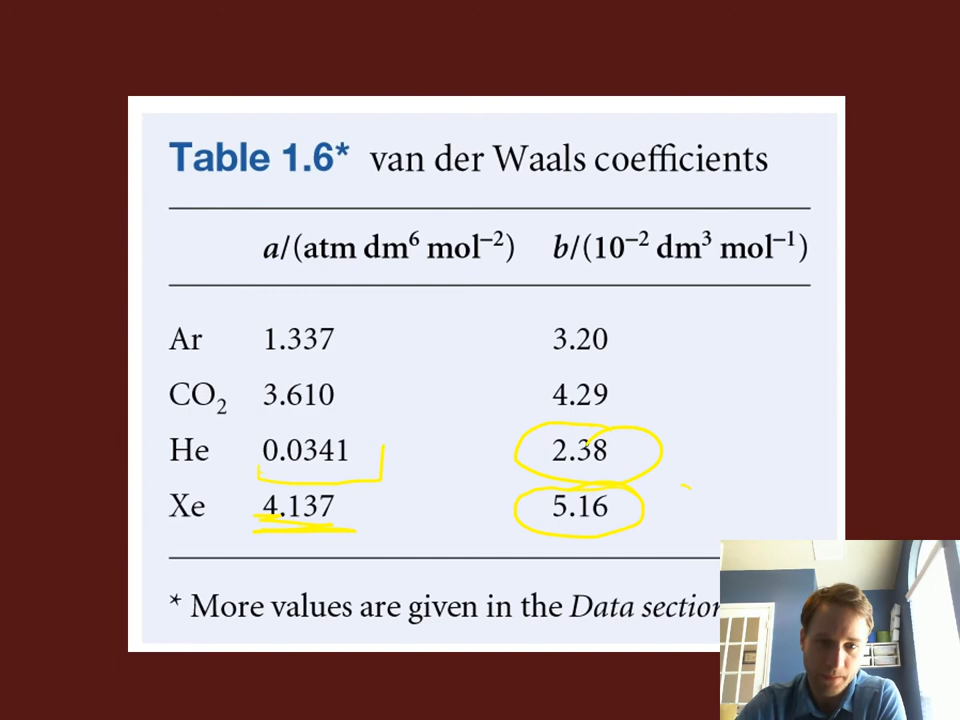 Table 1.6* van der Waals coefficients
a/(atm dm⁶ mol⁻²) b/(10⁻² dm³ mol⁻¹)
Ar 1.337 3.20
CO₂ 3.610 4.29
He 0.0341 2.38
Xe 4.137 5.16
* More values are given in the Data section